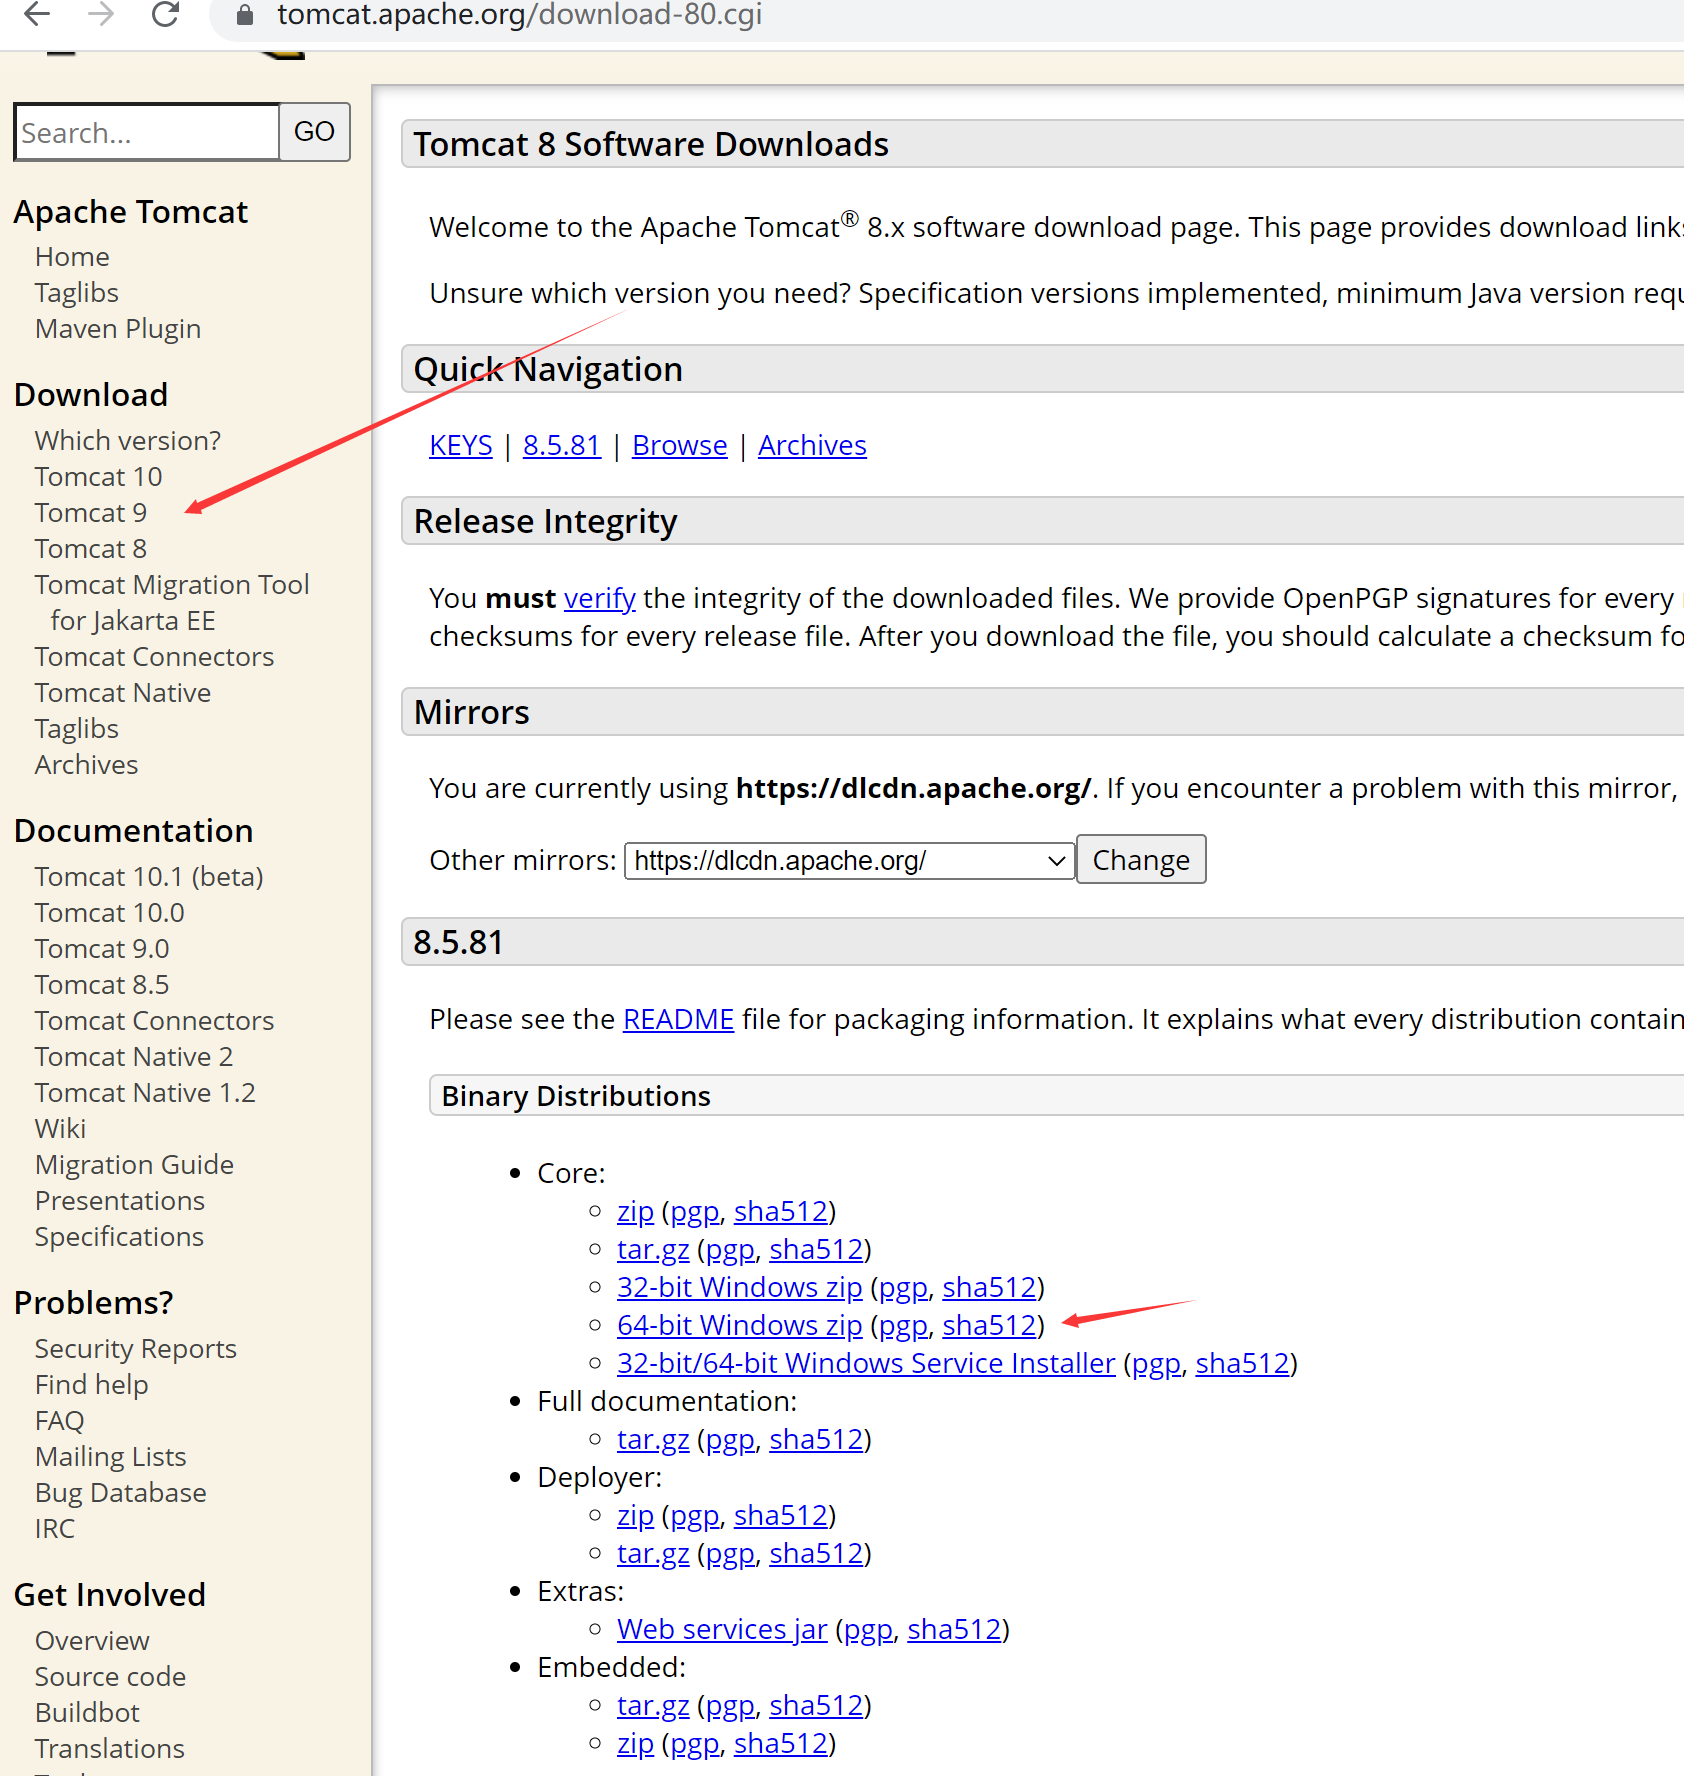 tomcat.apache.org/download-80.cgi
Search...
GO
Apache Tomcat
Home
Taglibs
Maven Plugin
Download
Which version?
Tomcat 10
Tomcat 9
Tomcat 8
Tomcat Migration Tool
for Jakarta EE
Tomcat Connectors
Tomcat Native
Taglibs
Archives
Documentation
Tomcat 10.1 (beta)
Tomcat 10.0
Tomcat 9.0
Tomcat 8.5
Tomcat Connectors
Tomcat Native 2
Tomcat Native 1.2
Wiki
Migration Guide
Presentations
Specifications
Problems?
Security Reports
Find help
FAQ
Mailing Lists
Bug Database
IRC
Get Involved
Overview
Source code
Buildbot
Translations
Tomcat 8 Software Downloads
Welcome to the Apache Tomcat® 8.x software download page. This page provides download links
Unsure which version you need? Specification versions implemented, minimum Java version requ
Quick Navigation
KEYS | 8.5.81 | Browse | Archives
Release Integrity
You must verify the integrity of the downloaded files. We provide OpenPGP signatures for every
checksums for every release file. After you download the file, you should calculate a checksum fo
Mirrors
You are currently using https://dlcdn.apache.org/. If you encounter a problem with this mirror,
Other mirrors: https://dlcdn.apache.org/ Change
8.5.81
Please see the README file for packaging information. It explains what every distribution contain
Binary Distributions
Core:
zip (pgp, sha512)
tar.gz (pgp, sha512)
32-bit Windows zip (pgp, sha512)
64-bit Windows zip (pgp, sha512)
32-bit/64-bit Windows Service Installer (pgp, sha512)
Full documentation:
tar.gz (pgp, sha512)
Deployer:
zip (pgp, sha512)
tar.gz (pgp, sha512)
Extras:
Web services jar (pgp, sha512)
Embedded:
tar.gz (pgp, sha512)
zip (pgp, sha512)